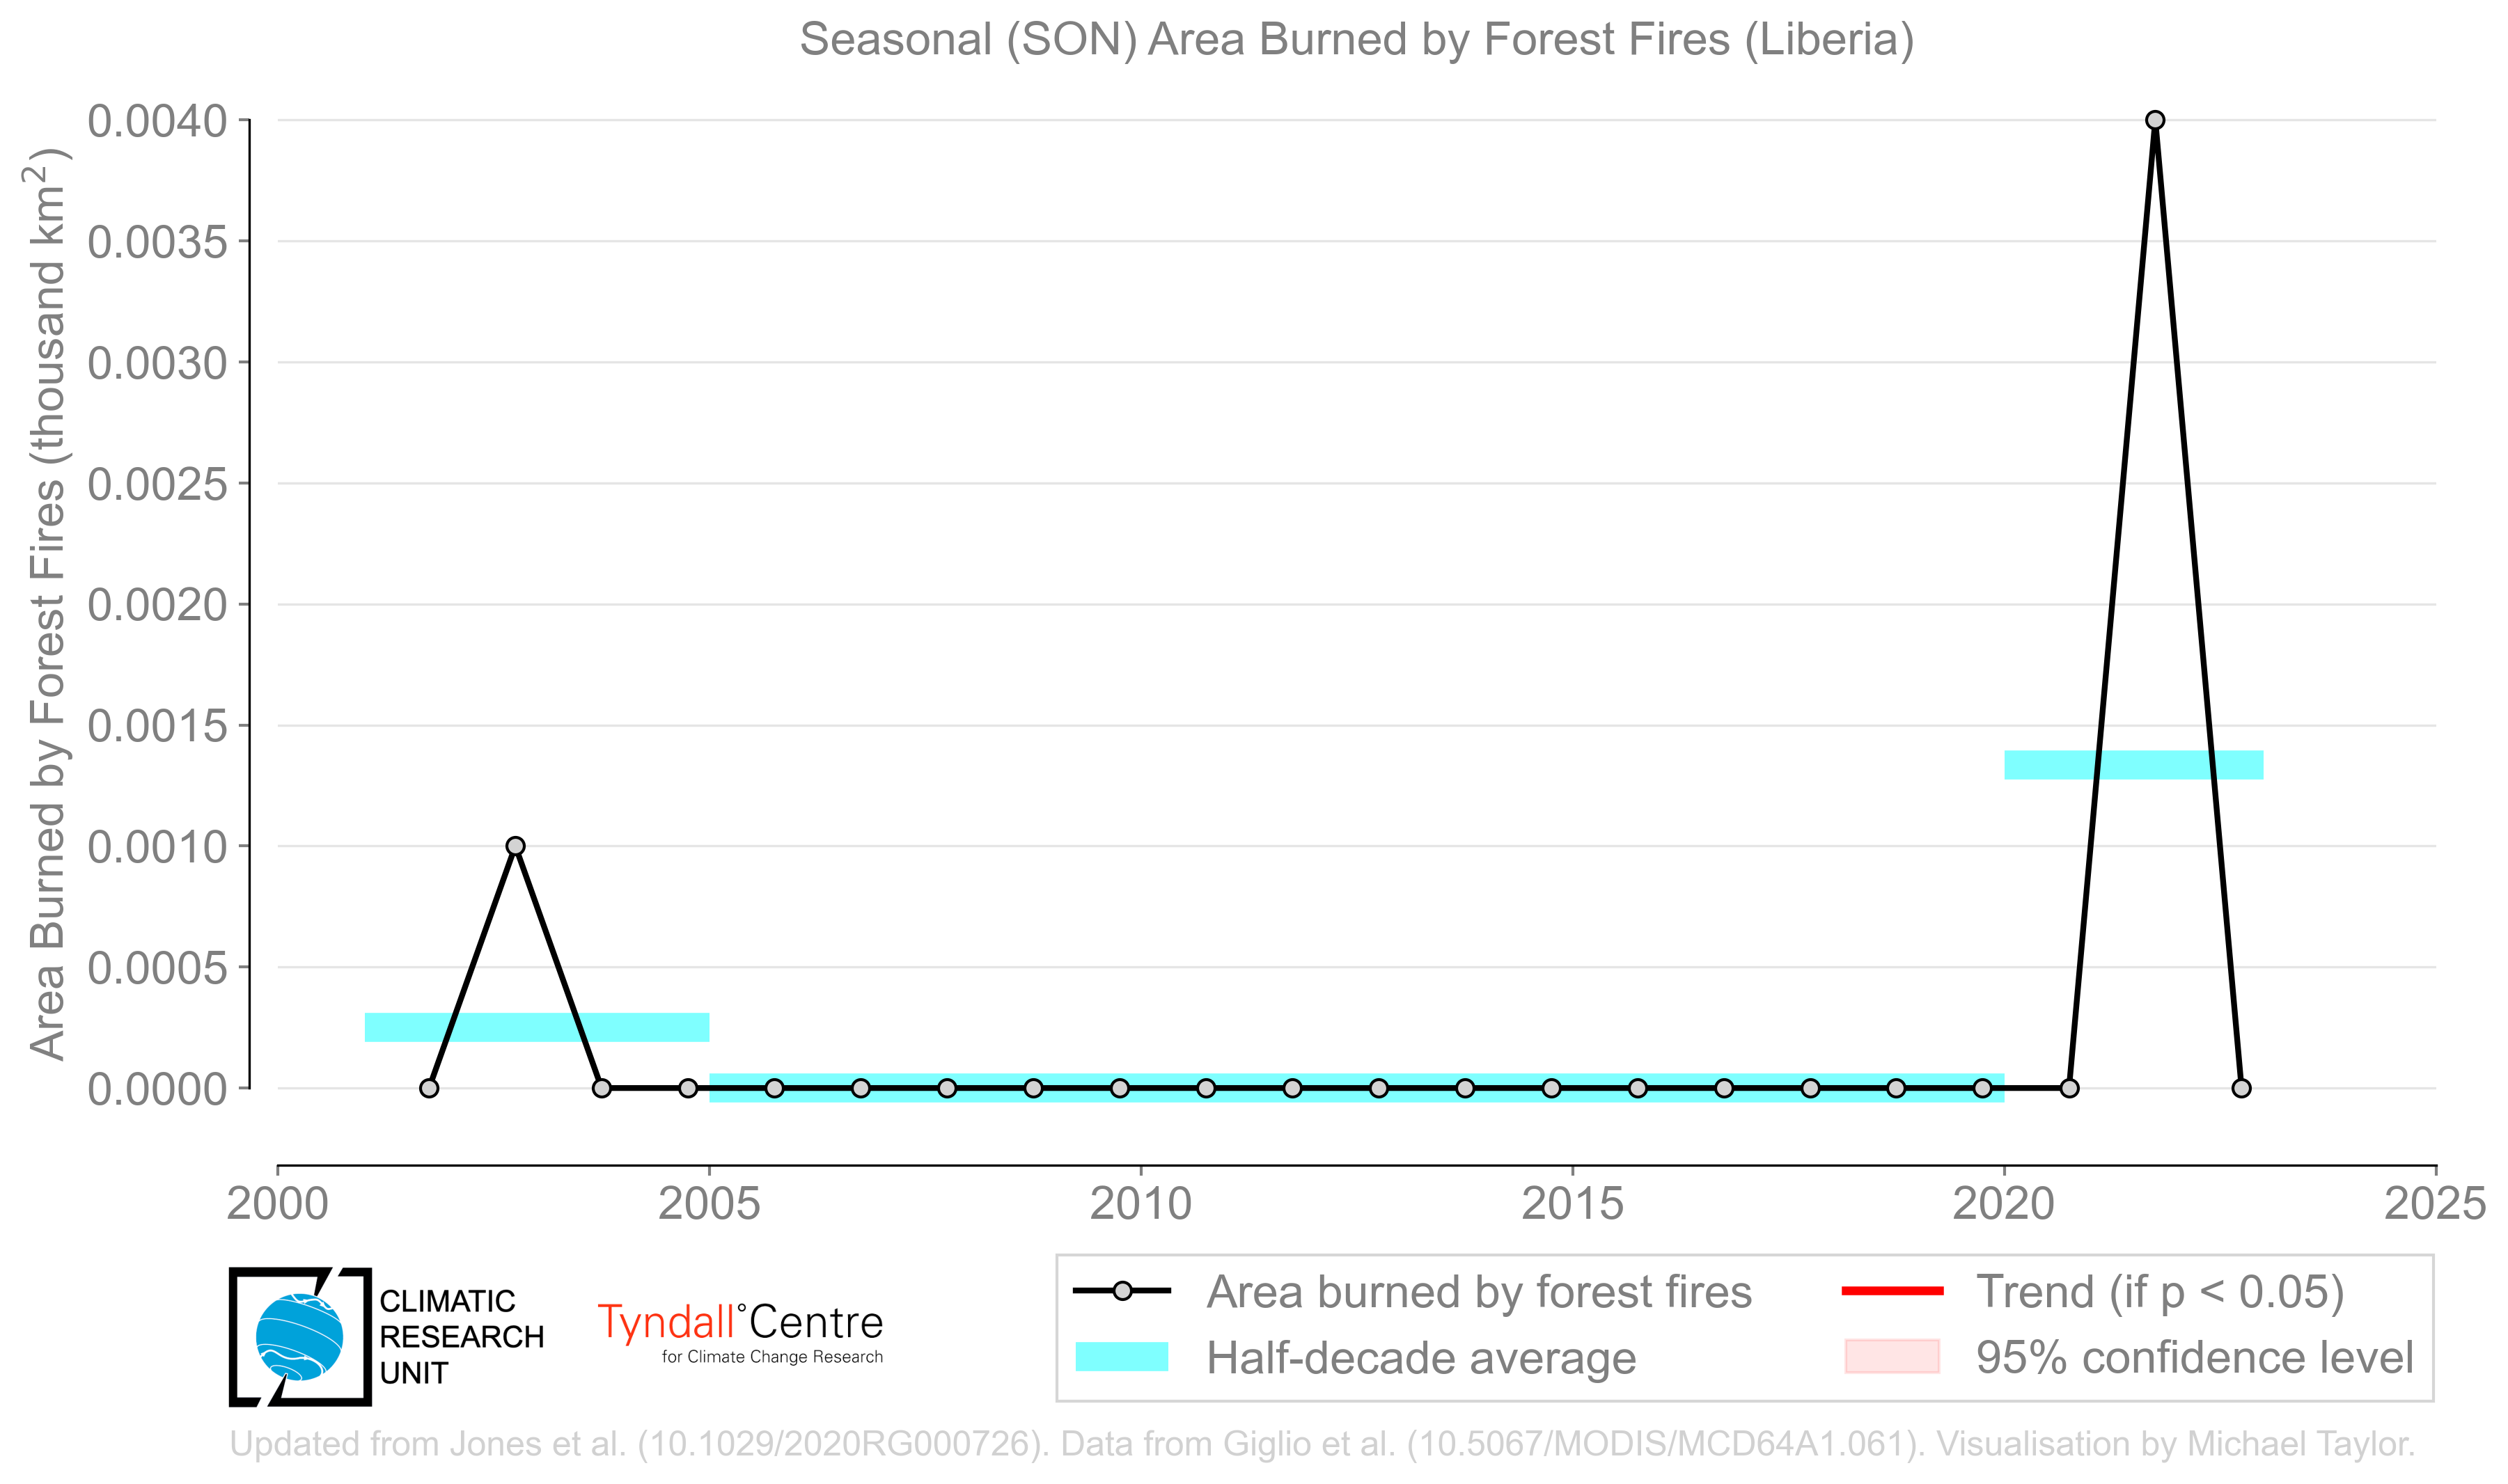 Seasonal (SON) Area Burned by Forest Fires (Liberia)
Area Burned by Forest Fires (thousand km²)
0.0040
0.0035
0.0030
0.0025
0.0020
0.0015
0.0010
0.0005
0.0000
2000 2005 2010 2015 2020 2025
CLIMATIC
RESEARCH
UNIT
Tyndall°Centre
for Climate Change Research
Area burned by forest fires
Half-decade average
Trend (if p < 0.05)
95% confidence level
Updated from Jones et al. (10.1029/2020RG000726). Data from Giglio et al. (10.5067/MODIS/MCD64A1.061). Visualisation by Michael Taylor.